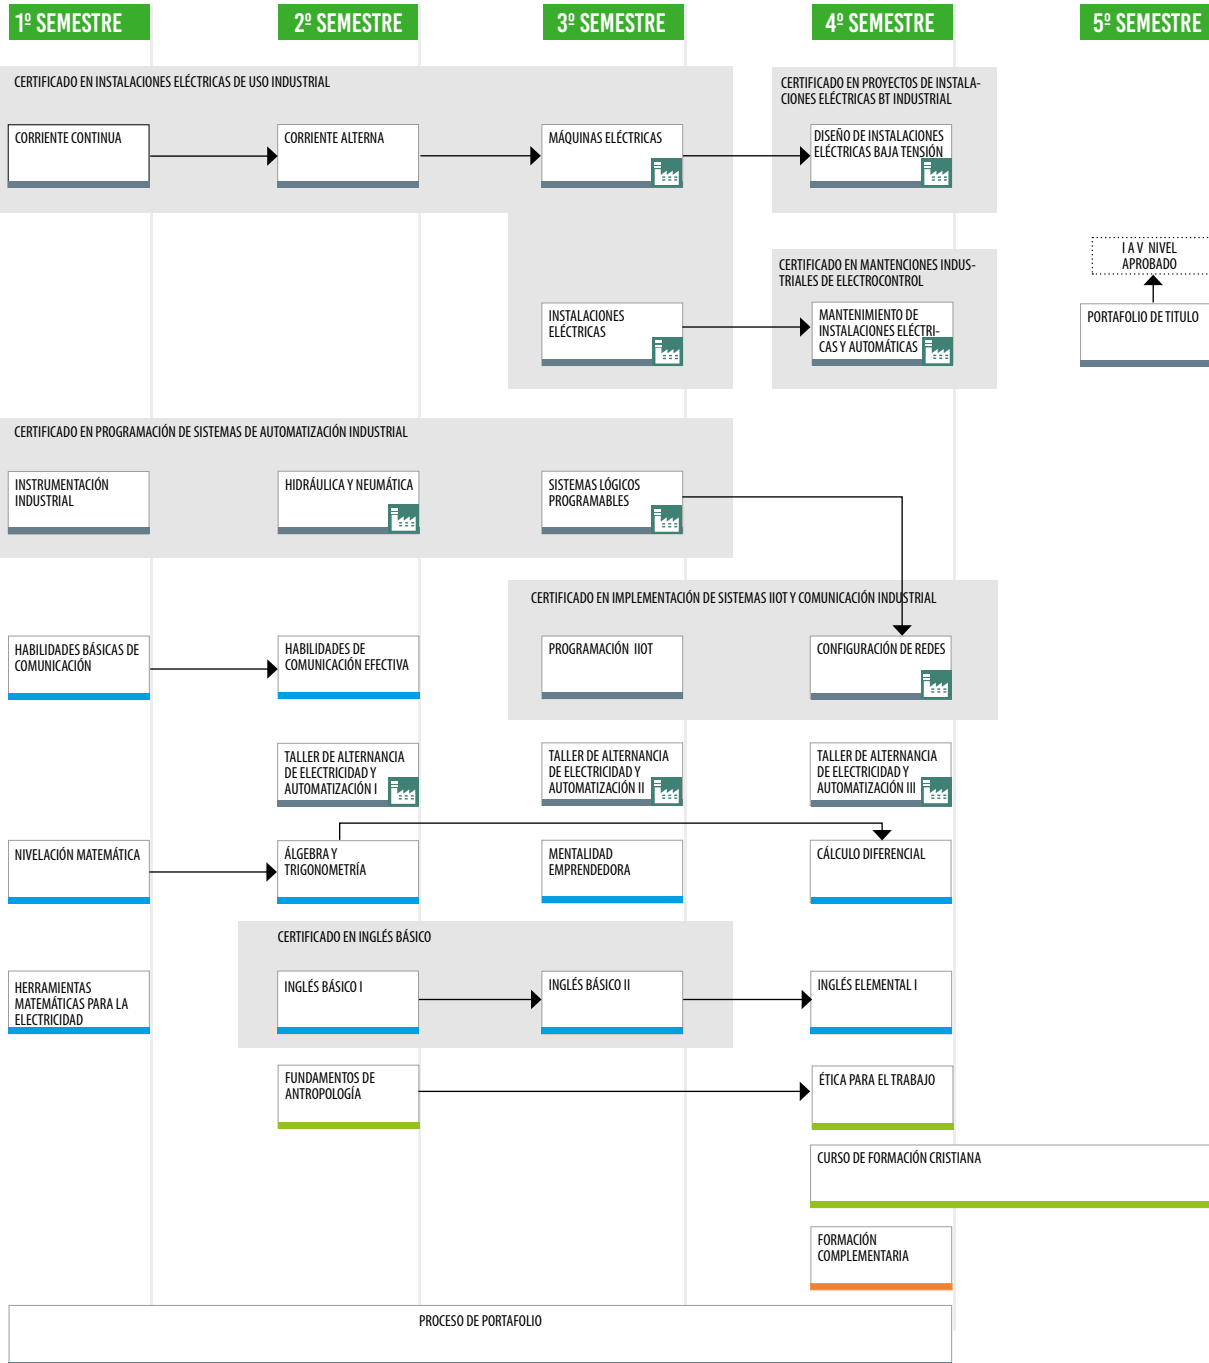 1º SEMESTRE
2º SEMESTRE
3º SEMESTRE
4º SEMESTRE
5º SEMESTRE
CERTIFICADO EN INSTALACIONES ELÉCTRICAS DE USO INDUSTRIAL
CERTIFICADO EN PROYECTOS DE INSTALA-
CIONES ELÉCTRICAS BT INDUSTRIAL
CORRIENTE CONTINUA
CORRIENTE ALTERNA
MÁQUINAS ELÉCTRICAS
DISEÑO DE INSTALACIONES
ELÉCTRICAS BAJA TENSIÓN
I A V NIVEL
APROBADO
CERTIFICADO EN MANTENCIONES INDUS-
TRIALES DE ELECTROCONTROL
INSTALACIONES
ELÉCTRICAS
MANTENIMIENTO DE
INSTALACIONES ELÉCTRI-
CAS Y AUTOMÁTICAS
PORTAFOLIO DE TITULO
CERTIFICADO EN PROGRAMACIÓN DE SISTEMAS DE AUTOMATIZACIÓN INDUSTRIAL
INSTRUMENTACIÓN
INDUSTRIAL
HIDRÁULICA Y NEUMÁTICA
SISTEMAS LÓGICOS
PROGRAMABLES
CERTIFICADO EN IMPLEMENTACIÓN DE SISTEMAS IIOT Y COMUNICACIÓN INDUSTRIAL
HABILIDADES BÁSICAS DE
COMUNICACIÓN
HABILIDADES DE
COMUNICACIÓN EFECTIVA
PROGRAMACIÓN IIOT
CONFIGURACIÓN DE REDES
TALLER DE ALTERNANCIA
DE ELECTRICIDAD Y
AUTOMATIZACIÓN I
TALLER DE ALTERNANCIA
DE ELECTRICIDAD Y
AUTOMATIZACIÓN II
TALLER DE ALTERNANCIA
DE ELECTRICIDAD Y
AUTOMATIZACIÓN III
NIVELACIÓN MATEMÁTICA
ÁLGEBRA Y
TRIGONOMETRÍA
MENTALIDAD
EMPRENDEDORA
CÁLCULO DIFERENCIAL
CERTIFICADO EN INGLÉS BÁSICO
HERRAMIENTAS
MATEMÁTICAS PARA LA
ELECTRICIDAD
INGLÉS BÁSICO I
INGLÉS BÁSICO II
INGLÉS ELEMENTAL I
FUNDAMENTOS DE
ANTROPOLOGÍA
ÉTICA PARA EL TRABAJO
CURSO DE FORMACIÓN CRISTIANA
FORMACIÓN
COMPLEMENTARIA
PROCESO DE PORTAFOLIO